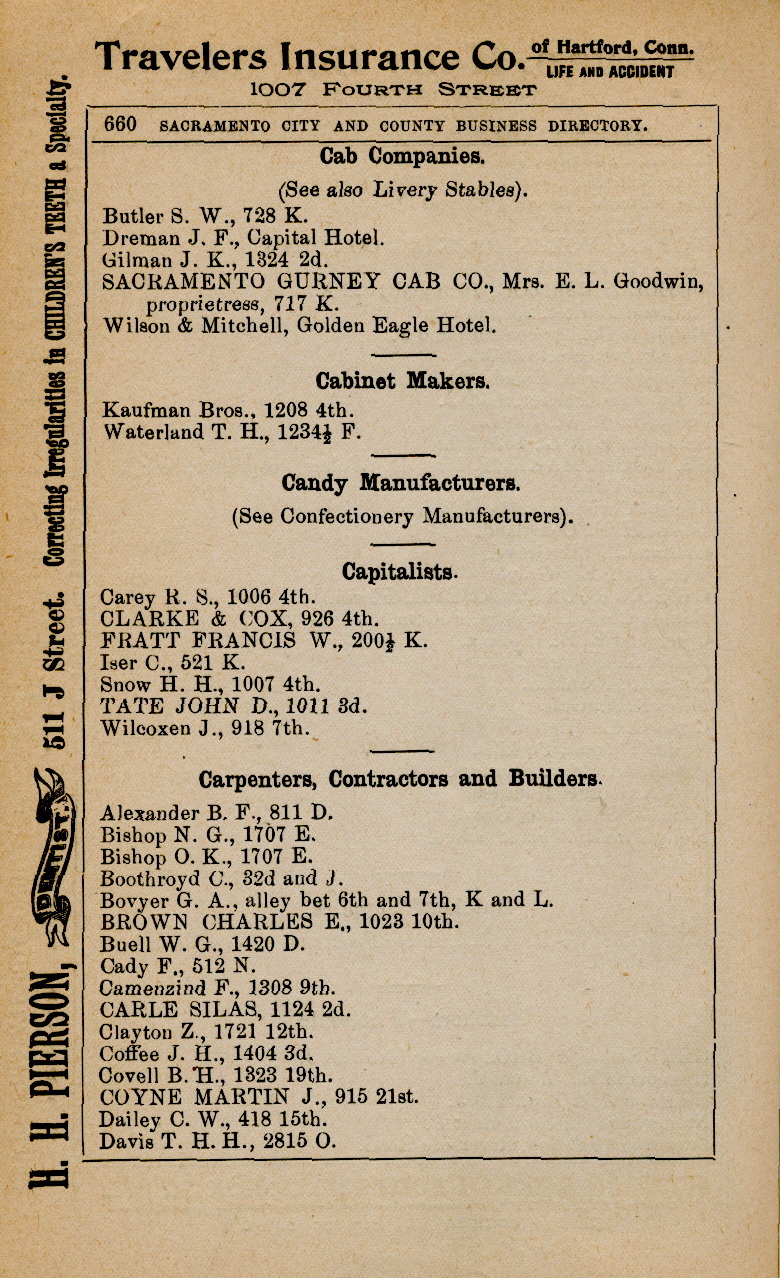 Travelers Insurance Co. of Hartford, Conn.
LIFE AND ACCIDENT
1007 FOURTH STREET
660 SACRAMENTO CITY AND COUNTY BUSINESS DIRECTORY.
Cab Companies.
(See also Livery Stables).
Butler S. W., 728 K.
Dreman J. F., Capital Hotel.
Gilman J. K., 1324 2d.
SACRAMENTO GURNEY CAB CO., Mrs. E. L. Goodwin,
proprietress, 717 K.
Wilson & Mitchell, Golden Eagle Hotel.
Cabinet Makers.
Kaufman Bros., 1208 4th.
Waterland T. H., 1234½ F.
Candy Manufacturers.
(See Confectionery Manufacturers).
Capitalists.
Carey R. S., 1006 4th.
CLARKE & COX, 926 4th.
FRATT FRANCIS W., 200½ K.
Iser C., 521 K.
Snow H. H., 1007 4th.
TATE JOHN D., 1011 3d.
Wilcoxen J., 918 7th.
Carpenters, Contractors and Builders.
Alexander B. F., 811 D.
Bishop N. G., 1707 E.
Bishop O. K., 1707 E.
Boothroyd C., 32d and J.
Bovyer G. A., alley bet 6th and 7th, K and L.
BROWN CHARLES E., 1023 10th.
Buell W. G., 1420 D.
Cady F., 512 N.
Camenzind F., 1308 9th.
CARLE SILAS, 1124 2d.
Clayton Z., 1721 12th.
Coffee J. H., 1404 3d.
Covell B. H., 1323 19th.
COYNE MARTIN J., 915 21st.
Dailey C. W., 418 15th.
Davis T. H. H., 2815 O.
H. H. PIERSON, DENTIST. 511 J Street. Correcting Irregularities in CHILDREN'S TEETH a Specialty.